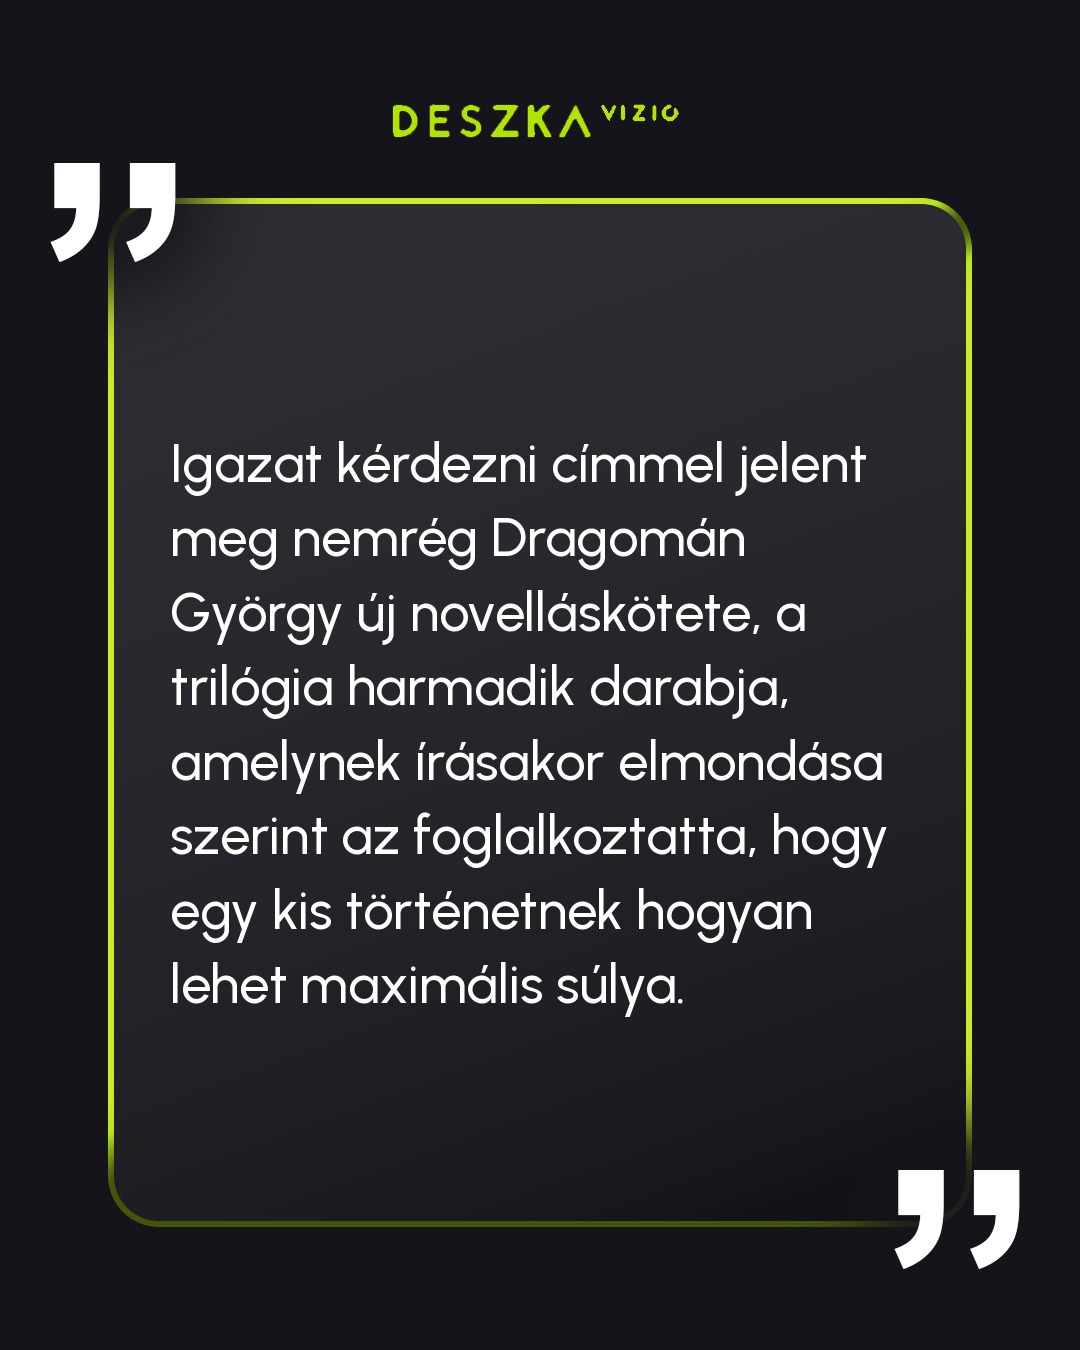 DESZKA VIZIO
”
Igazat kérdezni címmel jelent
meg nemrég Dragomán
György új novelláskötete, a
trilógia harmadik darabja,
amelynek írásakor elmondása
szerint az foglalkoztatta, hogy
egy kis történetnek hogyan
lehet maximális súlya.
”